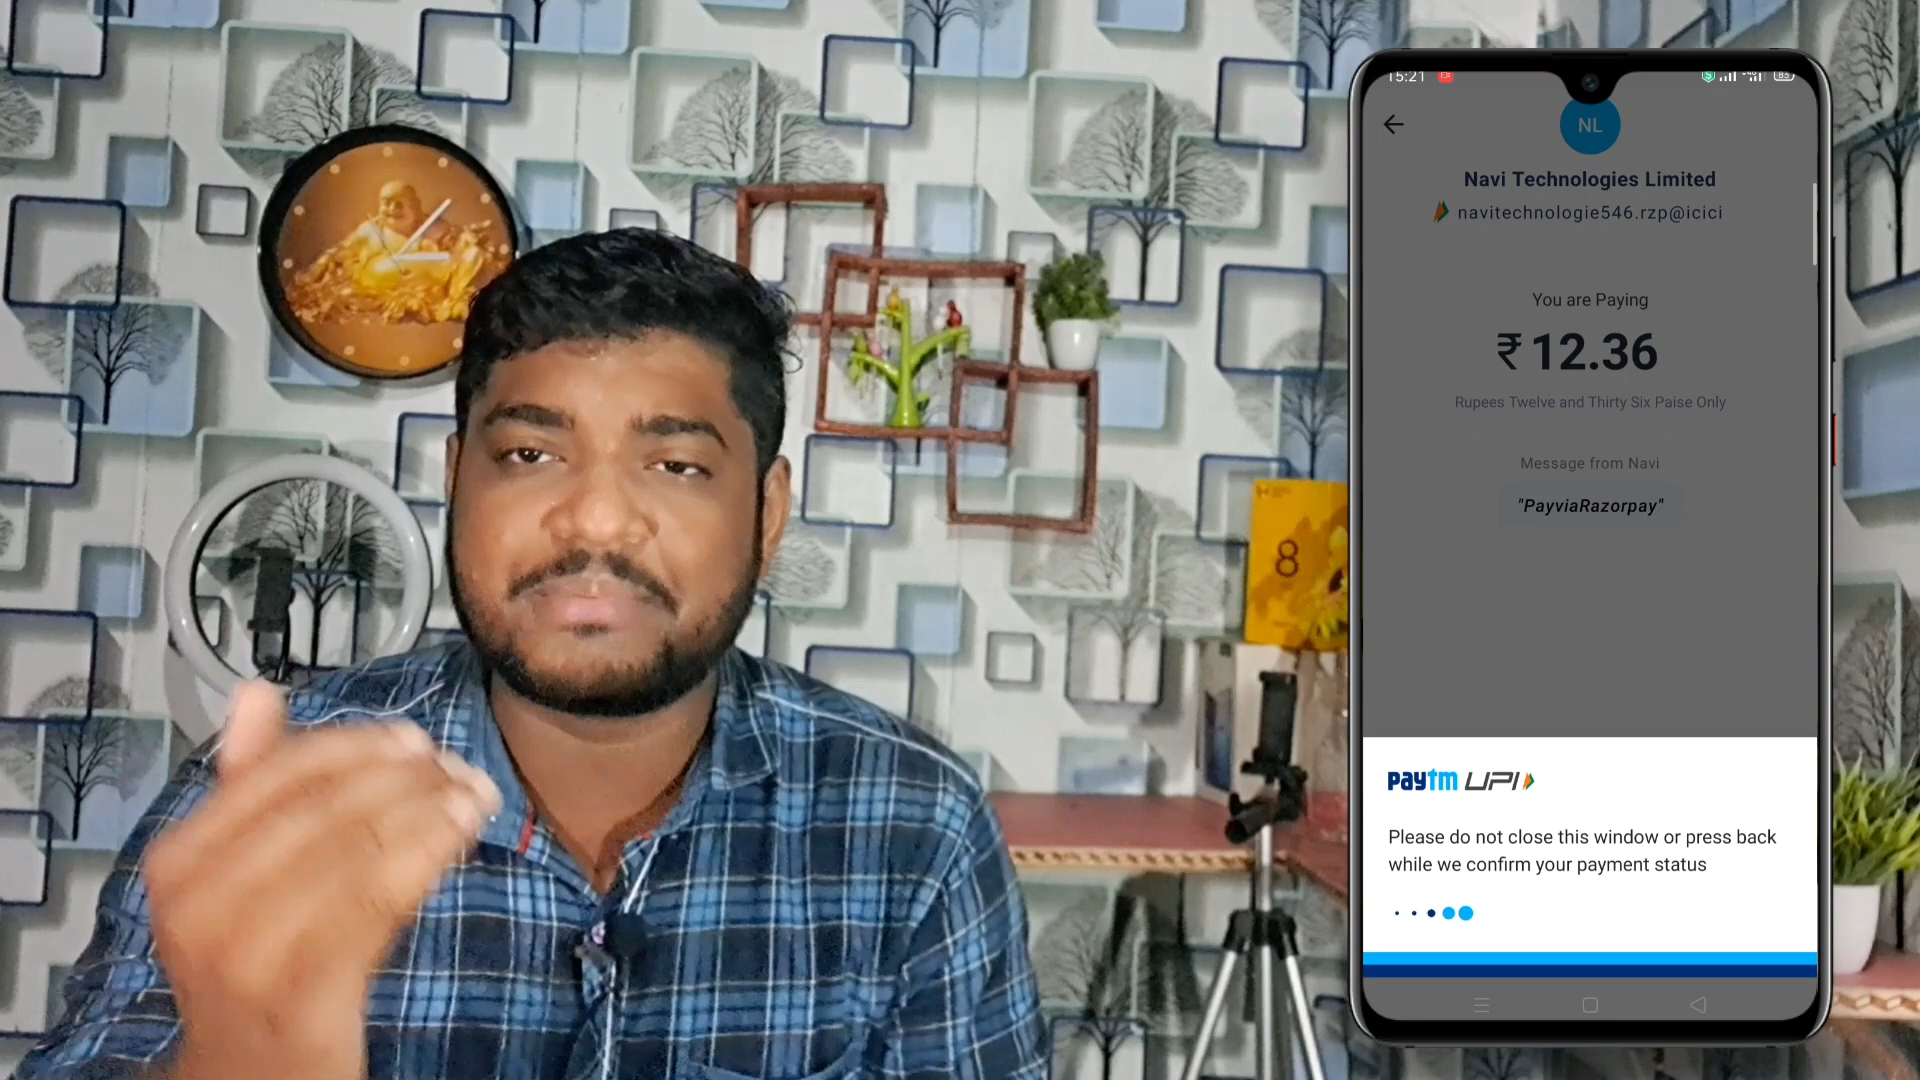 15:21
83
NL
Navi Technologies Limited
navitechnologie546.rzp@icici
You are Paying
₹ 12.36
Rupees Twelve and Thirty Six Paise Only
Message from Navi
"PayviaRazorpay"
8
paytm UPI
Please do not close this window or press back
while we confirm your payment status